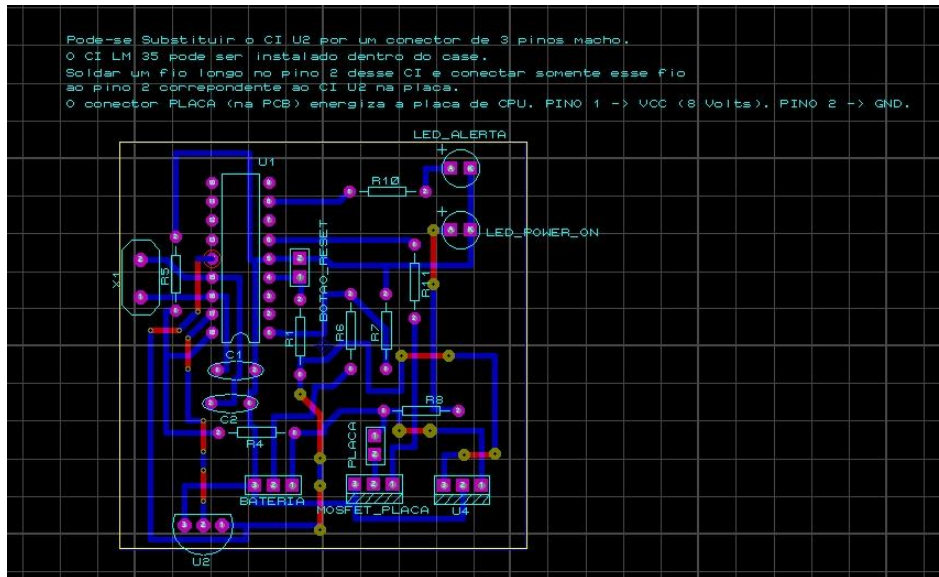 Pode-se Substituir o CI U2 por um conector de 3 pinos macho.
O CI LM 35 pode ser instalado dentro do case.
Soldar um fio longo no pino 2 desse CI e conectar somente esse fio
ao pino 2 correpondente ao CI U2 na placa.
O conector PLACA (na PCB) energiza a placa de CPU. PINO 1 -> VCC (8 Volts). PINO 2 -> GND.
LED_ALERTA
U1
R10
LED_POWER_ON
BOTAO_RESET
X1
R5
R11
R1
R6
R7
C1
C2
R8
R4
PLACA
BATERIA
MOSFET_PLACA
U4
3 2 1
U2